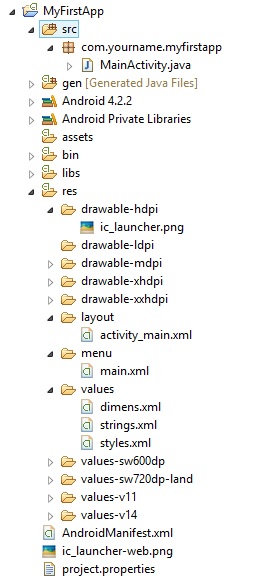 MyFirstApp
src
com.yourname.myfirstapp
MainActivity.java
gen [Generated Java Files]
Android 4.2.2
Android Private Libraries
assets
bin
libs
res
drawable-hdpi
ic_launcher.png
drawable-ldpi
drawable-mdpi
drawable-xhdpi
drawable-xxhdpi
layout
activity_main.xml
menu
main.xml
values
dimens.xml
strings.xml
styles.xml
values-sw600dp
values-sw720dp-land
values-v11
values-v14
AndroidManifest.xml
ic_launcher-web.png
project.properties